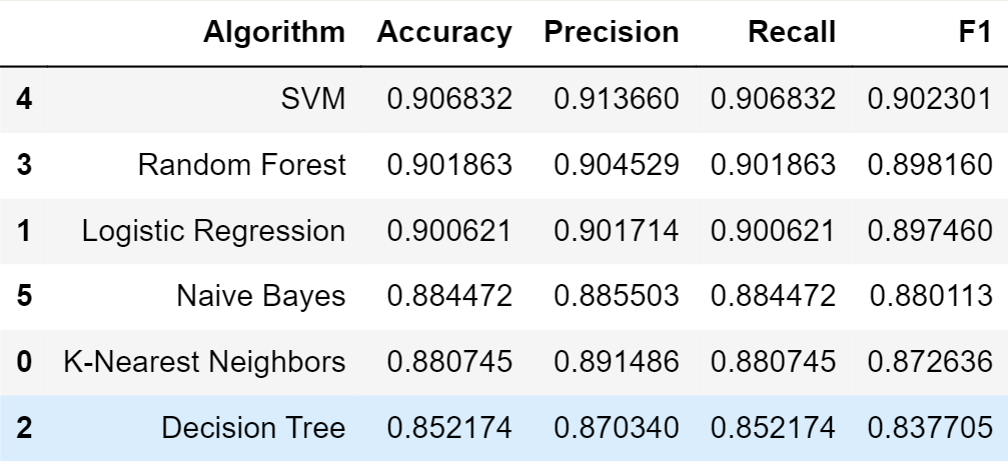 Algorithm Accuracy Precision Recall F1
4 SVM 0.906832 0.913660 0.906832 0.902301
3 Random Forest 0.901863 0.904529 0.901863 0.898160
1 Logistic Regression 0.900621 0.901714 0.900621 0.897460
5 Naive Bayes 0.884472 0.885503 0.884472 0.880113
0 K-Nearest Neighbors 0.880745 0.891486 0.880745 0.872636
2 Decision Tree 0.852174 0.870340 0.852174 0.837705